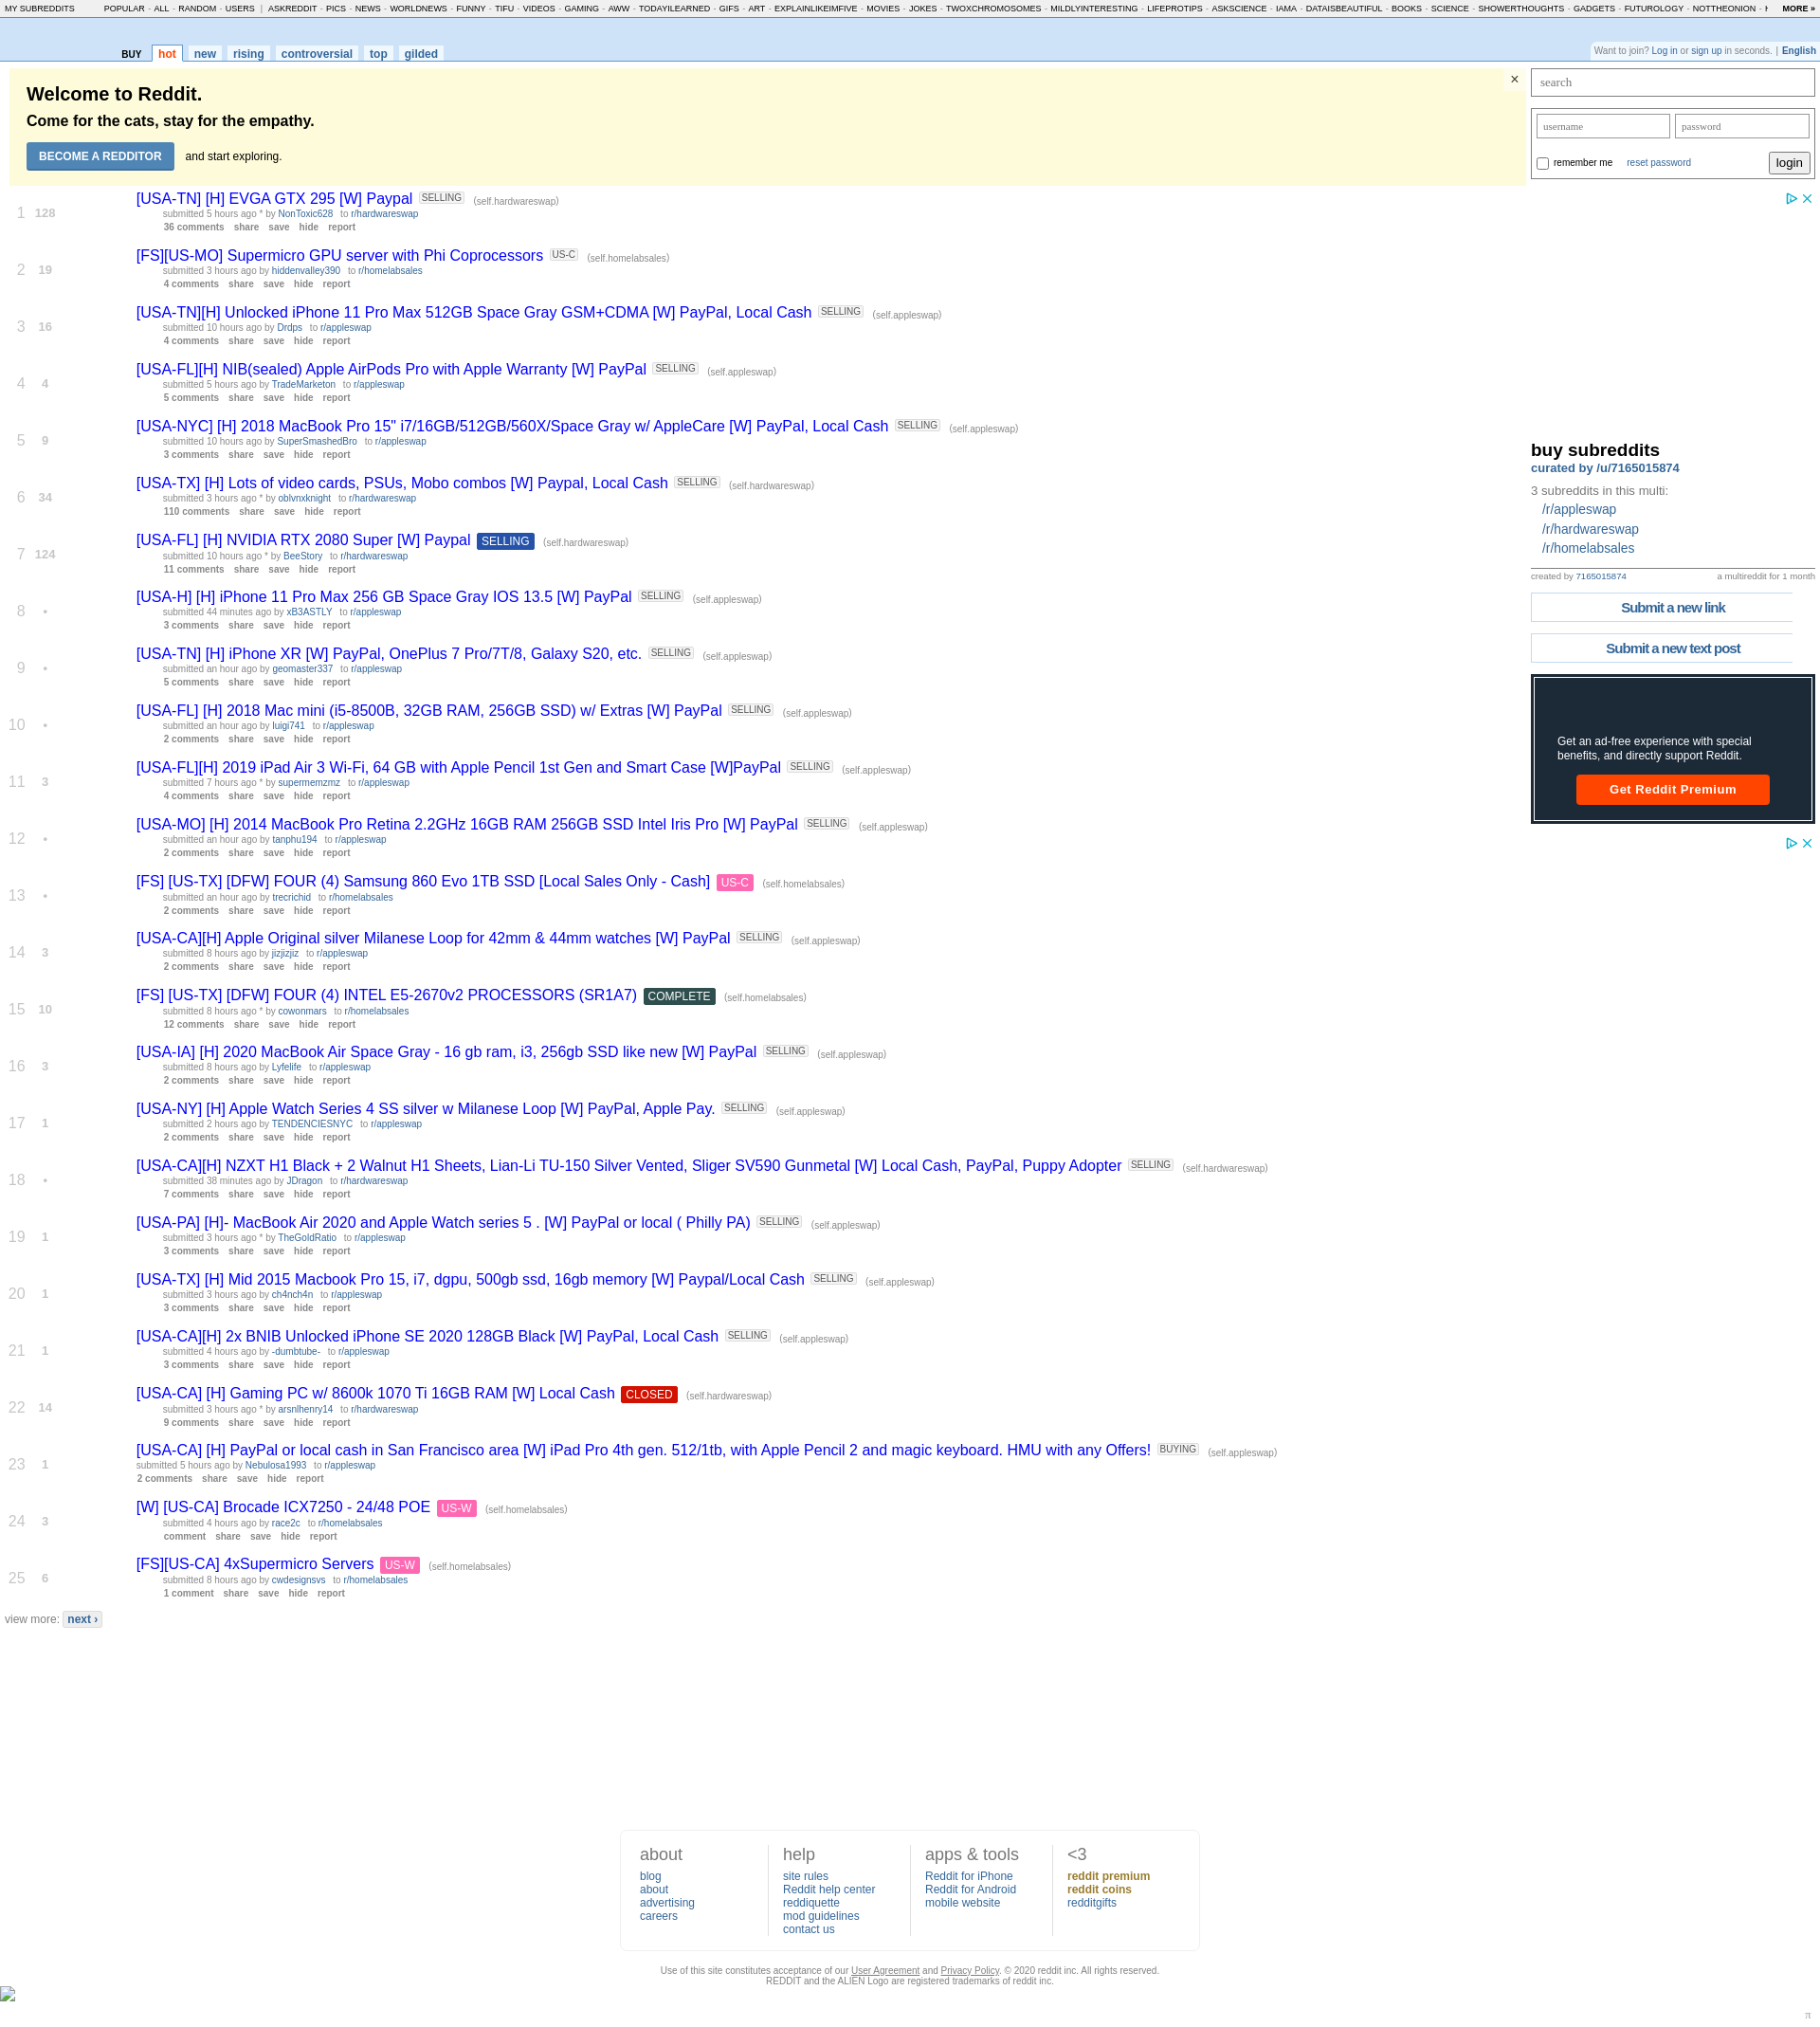 MY SUBREDDITS POPULAR - ALL - RANDOM - USERS | ASKREDDIT - PICS - NEWS - WORLDNEWS - FUNNY - TIFU - VIDEOS - GAMING - AWW - TODAYILEARNED - GIFS - ART - EXPLAINLIKEIMFIVE - MOVIES - JOKES - TWOXCHROMOSOMES - MILDLYINTERESTING - LIFEPROTIPS - ASKSCIENCE - IAMA - DATAISBEAUTIFUL - BOOKS - SCIENCE - SHOWERTHOUGHTS - GADGETS - FUTUROLOGY - NOTTHEONION - MORE »
BUY hot new rising controversial top gilded
Want to join? Log in or sign up in seconds. | English
Welcome to Reddit.
Come for the cats, stay for the empathy.
BECOME A REDDITOR and start exploring.
×
search
username password
remember me reset password login
1 128 [USA-TN] [H] EVGA GTX 295 [W] Paypal SELLING (self.hardwareswap)
submitted 5 hours ago * by NonToxic628 to r/hardwareswap
36 comments share save hide report
2 19 [FS][US-MO] Supermicro GPU server with Phi Coprocessors US-C (self.homelabsales)
submitted 3 hours ago by hiddenvalley390 to r/homelabsales
4 comments share save hide report
3 16 [USA-TN][H] Unlocked iPhone 11 Pro Max 512GB Space Gray GSM+CDMA [W] PayPal, Local Cash SELLING (self.appleswap)
submitted 10 hours ago by Drdps to r/appleswap
4 comments share save hide report
4 4 [USA-FL][H] NIB(sealed) Apple AirPods Pro with Apple Warranty [W] PayPal SELLING (self.appleswap)
submitted 5 hours ago by TradeMarketon to r/appleswap
5 comments share save hide report
5 9 [USA-NYC] [H] 2018 MacBook Pro 15" i7/16GB/512GB/560X/Space Gray w/ AppleCare [W] PayPal, Local Cash SELLING (self.appleswap)
submitted 10 hours ago by SuperSmashedBro to r/appleswap
3 comments share save hide report
6 34 [USA-TX] [H] Lots of video cards, PSUs, Mobo combos [W] Paypal, Local Cash SELLING (self.hardwareswap)
submitted 3 hours ago * by oblvnxknight to r/hardwareswap
110 comments share save hide report
7 124 [USA-FL] [H] NVIDIA RTX 2080 Super [W] Paypal SELLING (self.hardwareswap)
submitted 10 hours ago * by BeeStory to r/hardwareswap
11 comments share save hide report
8 • [USA-H] [H] iPhone 11 Pro Max 256 GB Space Gray IOS 13.5 [W] PayPal SELLING (self.appleswap)
submitted 44 minutes ago by xB3ASTLY to r/appleswap
3 comments share save hide report
9 • [USA-TN] [H] iPhone XR [W] PayPal, OnePlus 7 Pro/7T/8, Galaxy S20, etc. SELLING (self.appleswap)
submitted an hour ago by geomaster337 to r/appleswap
5 comments share save hide report
10 • [USA-FL] [H] 2018 Mac mini (i5-8500B, 32GB RAM, 256GB SSD) w/ Extras [W] PayPal SELLING (self.appleswap)
submitted an hour ago by luigi741 to r/appleswap
2 comments share save hide report
11 3 [USA-FL][H] 2019 iPad Air 3 Wi-Fi, 64 GB with Apple Pencil 1st Gen and Smart Case [W]PayPal SELLING (self.appleswap)
submitted 7 hours ago * by supermemzmz to r/appleswap
4 comments share save hide report
12 • [USA-MO] [H] 2014 MacBook Pro Retina 2.2GHz 16GB RAM 256GB SSD Intel Iris Pro [W] PayPal SELLING (self.appleswap)
submitted an hour ago by tanphu194 to r/appleswap
2 comments share save hide report
13 • [FS] [US-TX] [DFW] FOUR (4) Samsung 860 Evo 1TB SSD [Local Sales Only - Cash] US-C (self.homelabsales)
submitted an hour ago by trecrichid to r/homelabsales
2 comments share save hide report
14 3 [USA-CA][H] Apple Original silver Milanese Loop for 42mm & 44mm watches [W] PayPal SELLING (self.appleswap)
submitted 8 hours ago by jizjizjiz to r/appleswap
2 comments share save hide report
15 10 [FS] [US-TX] [DFW] FOUR (4) INTEL E5-2670v2 PROCESSORS (SR1A7) COMPLETE (self.homelabsales)
submitted 8 hours ago * by cowonmars to r/homelabsales
12 comments share save hide report
16 3 [USA-IA] [H] 2020 MacBook Air Space Gray - 16 gb ram, i3, 256gb SSD like new [W] PayPal SELLING (self.appleswap)
submitted 8 hours ago by Lyfelife to r/appleswap
2 comments share save hide report
17 1 [USA-NY] [H] Apple Watch Series 4 SS silver w Milanese Loop [W] PayPal, Apple Pay. SELLING (self.appleswap)
submitted 2 hours ago by TENDENCIESNYC to r/appleswap
2 comments share save hide report
18 • [USA-CA][H] NZXT H1 Black + 2 Walnut H1 Sheets, Lian-Li TU-150 Silver Vented, Sliger SV590 Gunmetal [W] Local Cash, PayPal, Puppy Adopter SELLING (self.hardwareswap)
submitted 38 minutes ago by JDragon to r/hardwareswap
7 comments share save hide report
19 1 [USA-PA] [H]- MacBook Air 2020 and Apple Watch series 5 . [W] PayPal or local ( Philly PA) SELLING (self.appleswap)
submitted 3 hours ago * by TheGoldRatio to r/appleswap
3 comments share save hide report
20 1 [USA-TX] [H] Mid 2015 Macbook Pro 15, i7, dgpu, 500gb ssd, 16gb memory [W] Paypal/Local Cash SELLING (self.appleswap)
submitted 3 hours ago by ch4nch4n to r/appleswap
3 comments share save hide report
21 1 [USA-CA][H] 2x BNIB Unlocked iPhone SE 2020 128GB Black [W] PayPal, Local Cash SELLING (self.appleswap)
submitted 4 hours ago by -dumbtube- to r/appleswap
3 comments share save hide report
22 14 [USA-CA] [H] Gaming PC w/ 8600k 1070 Ti 16GB RAM [W] Local Cash CLOSED (self.hardwareswap)
submitted 3 hours ago * by arsnlhenry14 to r/hardwareswap
9 comments share save hide report
23 1 [USA-CA] [H] PayPal or local cash in San Francisco area [W] iPad Pro 4th gen. 512/1tb, with Apple Pencil 2 and magic keyboard. HMU with any Offers! BUYING (self.appleswap)
submitted 5 hours ago by Nebulosa1993 to r/appleswap
2 comments share save hide report
24 3 [W] [US-CA] Brocade ICX7250 - 24/48 POE US-W (self.homelabsales)
submitted 4 hours ago by race2c to r/homelabsales
comment share save hide report
25 6 [FS][US-CA] 4xSupermicro Servers US-W (self.homelabsales)
submitted 8 hours ago by cwdesignsvs to r/homelabsales
1 comment share save hide report
view more: next ›
buy subreddits
curated by /u/7165015874
3 subreddits in this multi:
/r/appleswap
/r/hardwareswap
/r/homelabsales
created by 7165015874 a multireddit for 1 month
Submit a new link
Submit a new text post
Get an ad-free experience with special
benefits, and directly support Reddit.
Get Reddit Premium
about
blog
about
advertising
careers
help
site rules
Reddit help center
reddiquette
mod guidelines
contact us
apps & tools
Reddit for iPhone
Reddit for Android
mobile website
<3
reddit premium
reddit coins
redditgifts
Use of this site constitutes acceptance of our User Agreement and Privacy Policy. © 2020 reddit inc. All rights reserved.
REDDIT and the ALIEN Logo are registered trademarks of reddit inc.
π